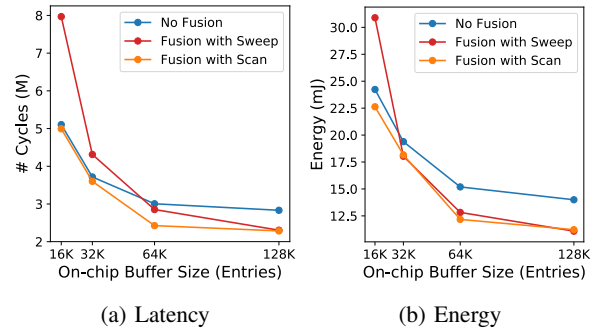 8
7
6
5
4
3
2
# Cycles (M)
No Fusion
Fusion with Sweep
Fusion with Scan
16K 32K 64K 128K
On-chip Buffer Size (Entries)
(a) Latency
30.0
27.5
25.0
22.5
20.0
17.5
15.0
12.5
Energy (mJ)
No Fusion
Fusion with Sweep
Fusion with Scan
16K 32K 64K 128K
On-chip Buffer Size (Entries)
(b) Energy